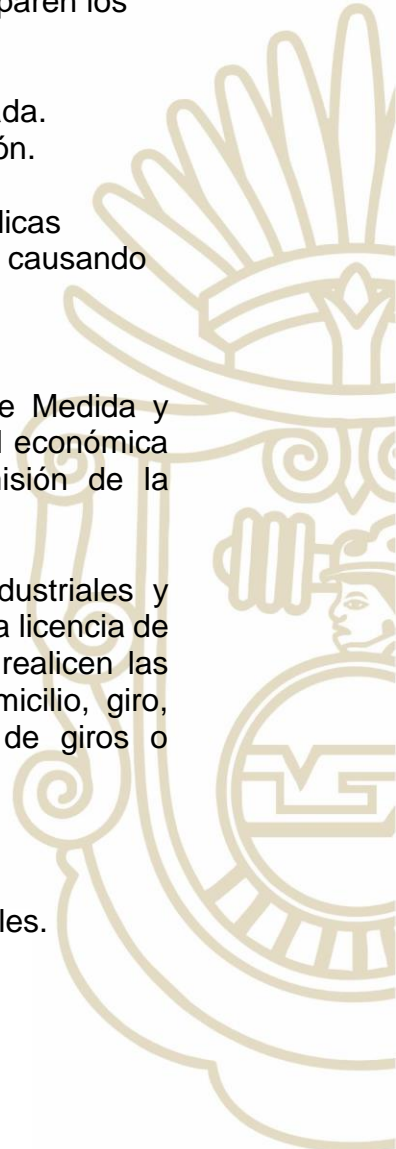 paren los
ada.
ón.
licas
causando
e Medida y
l económica
isión de la
dustriales y
a licencia de
realicen las
micilio, giro,
de giros o
les.